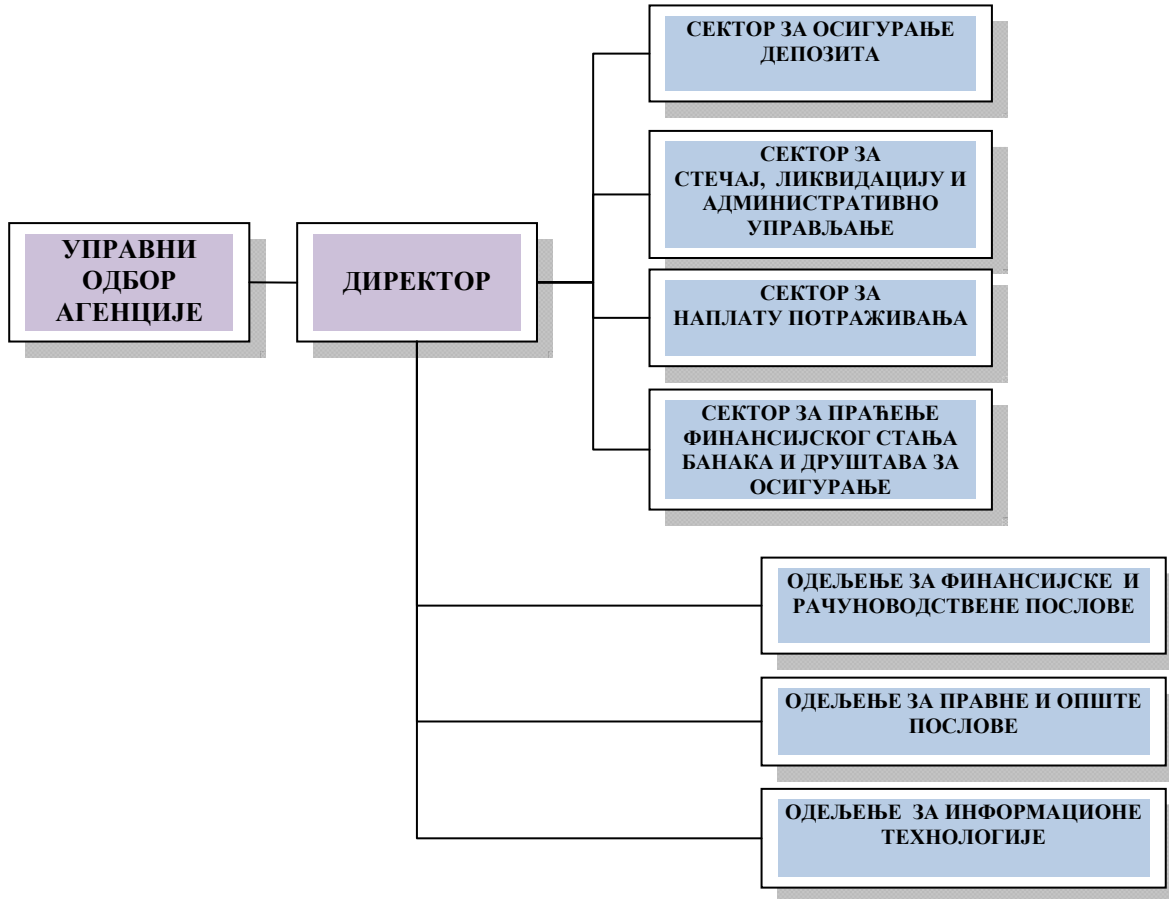 УПРАВНИ
ОДБОР
АГЕНЦИЈЕ
ДИРЕКТОР
СЕКТОР ЗА ОСИГУРАЊЕ
ДЕПОЗИТА
СЕКТОР ЗА
СТЕЧАЈ, ЛИКВИДАЦИЈУ И
АДМИНИСТРАТИВНО
УПРАВЉАЊЕ
СЕКТОР ЗА
НАПЛАТУ ПОТРАЖИВАЊА
СЕКТОР ЗА ПРАЋЕЊЕ
ФИНАНСИЈСКОГ СТАЊА
БАНАКА И ДРУШТАВА ЗА
ОСИГУРАЊЕ
ОДЕЉЕЊЕ ЗА ФИНАНСИЈСКЕ И
РАЧУНОВОДСТВЕНЕ ПОСЛОВЕ
ОДЕЉЕЊЕ ЗА ПРАВНЕ И ОПШТЕ
ПОСЛОВЕ
ОДЕЉЕЊЕ ЗА ИНФОРМАЦИОНЕ
ТЕХНОЛОГИЈЕ